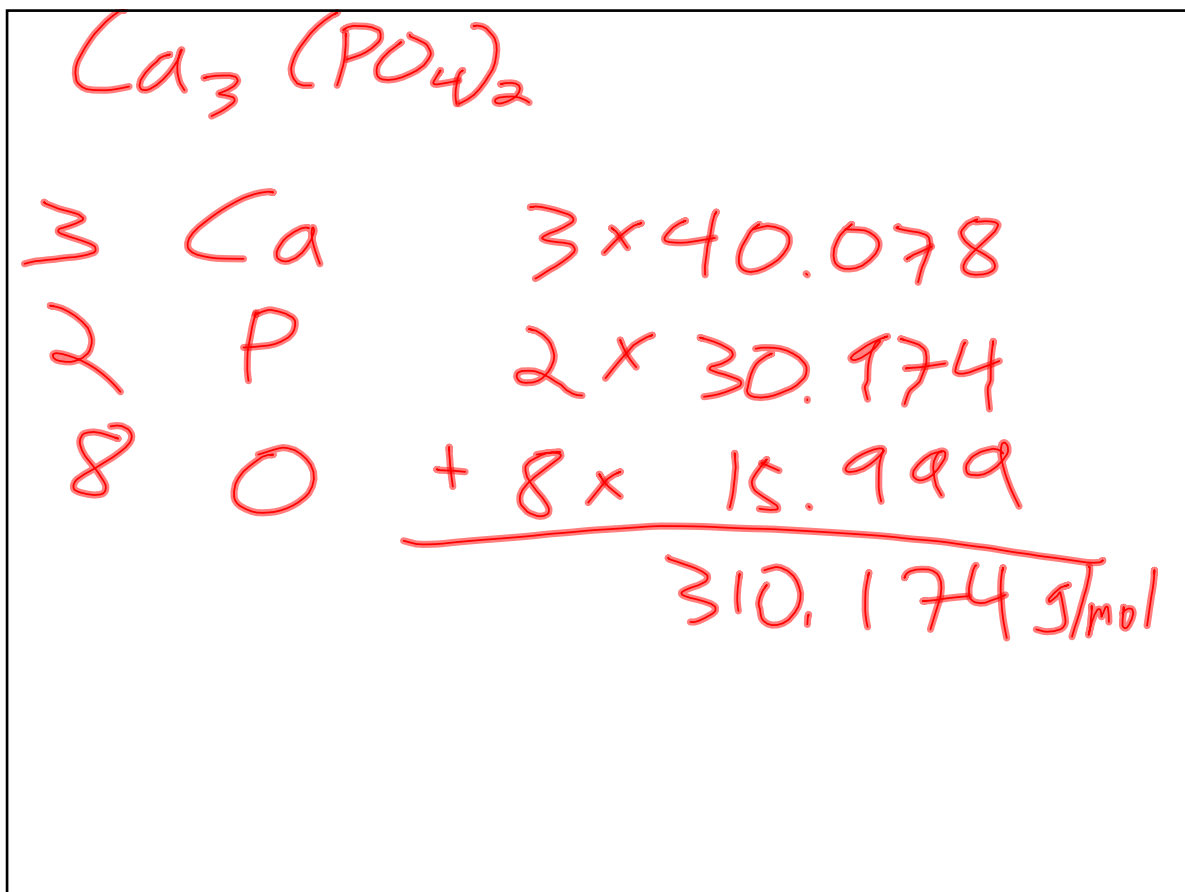 Ca₃ (PO₄)₂
3 Ca 3 × 40.078
2 P 2 × 30.974
8 O + 8 × 15.999
310.174 g/mol